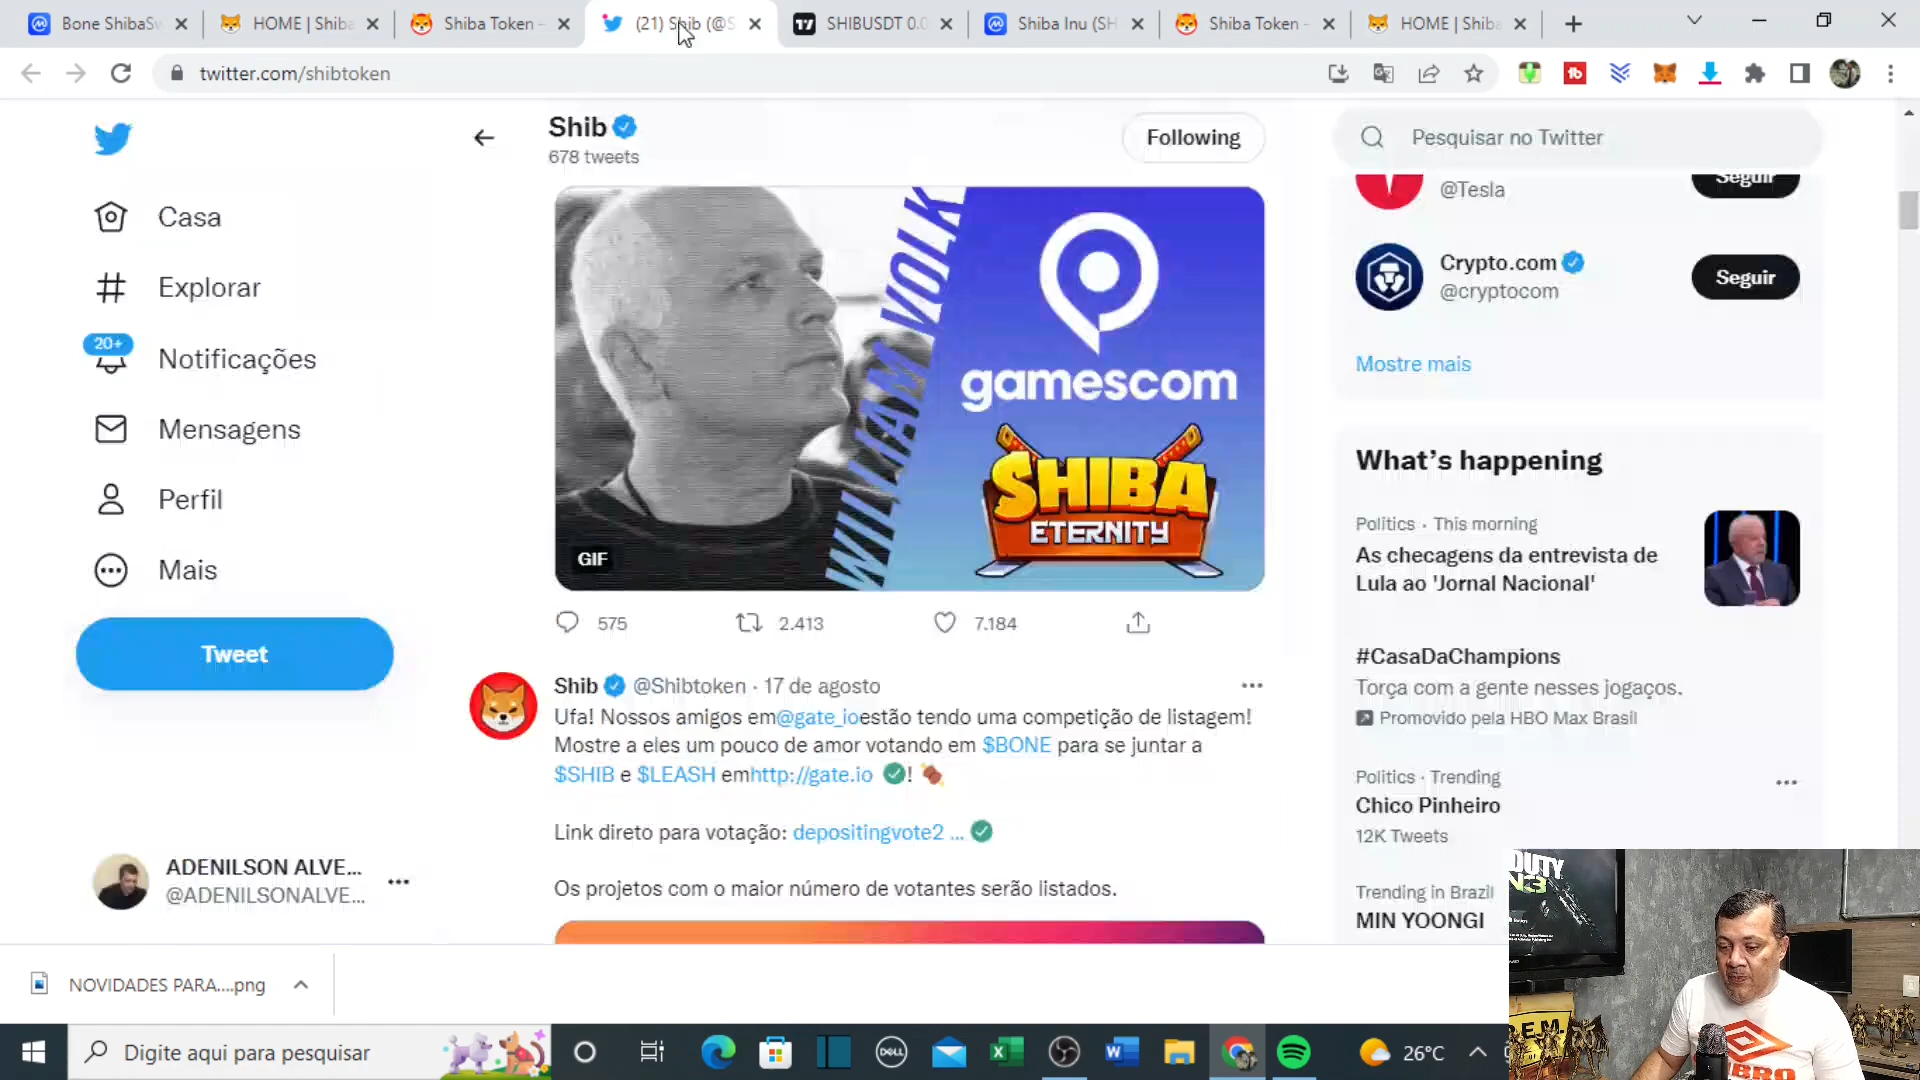 Bone ShibaSw
HOME | Shiba
Shiba Token -
(21) Shib (@S
SHIBUSDT 0.0
Shiba Inu (SH
Shiba Token -
HOME | Shiba
twitter.com/shibtoken
Shib
678 tweets
Following
Pesquisar no Twitter
Casa
Explorar
20+
Notificações
Mensagens
Perfil
Mais
Tweet
ADENILSON ALVE...
@ADENILSONALVE...
WILLIAM VOLK
gamescom
SHIBA
ETERNITY
GIF
575
2.413
7.184
Shib @Shibtoken · 17 de agosto
Ufa! Nossos amigos em@gate_ioestão tendo uma competição de listagem!
Mostre a eles um pouco de amor votando em $BONE para se juntar a
$SHIB e $LEASH emhttp://gate.io !
Link direto para votação: depositingvote2 ...
Os projetos com o maior número de votantes serão listados.
Seguir
@Tesla
Crypto.com
@cryptocom
Seguir
Mostre mais
What's happening
Politics · This morning
As checagens da entrevista de
Lula ao 'Jornal Nacional'
#CasaDaChampions
Torça com a gente nesses jogaços.
Promovido pela HBO Max Brasil
Politics · Trending
Chico Pinheiro
12K Tweets
Trending in Brazil
MIN YOONGI
DUTY
NOVIDADES PARA....png
Digite aqui para pesquisar
DELL
26°C